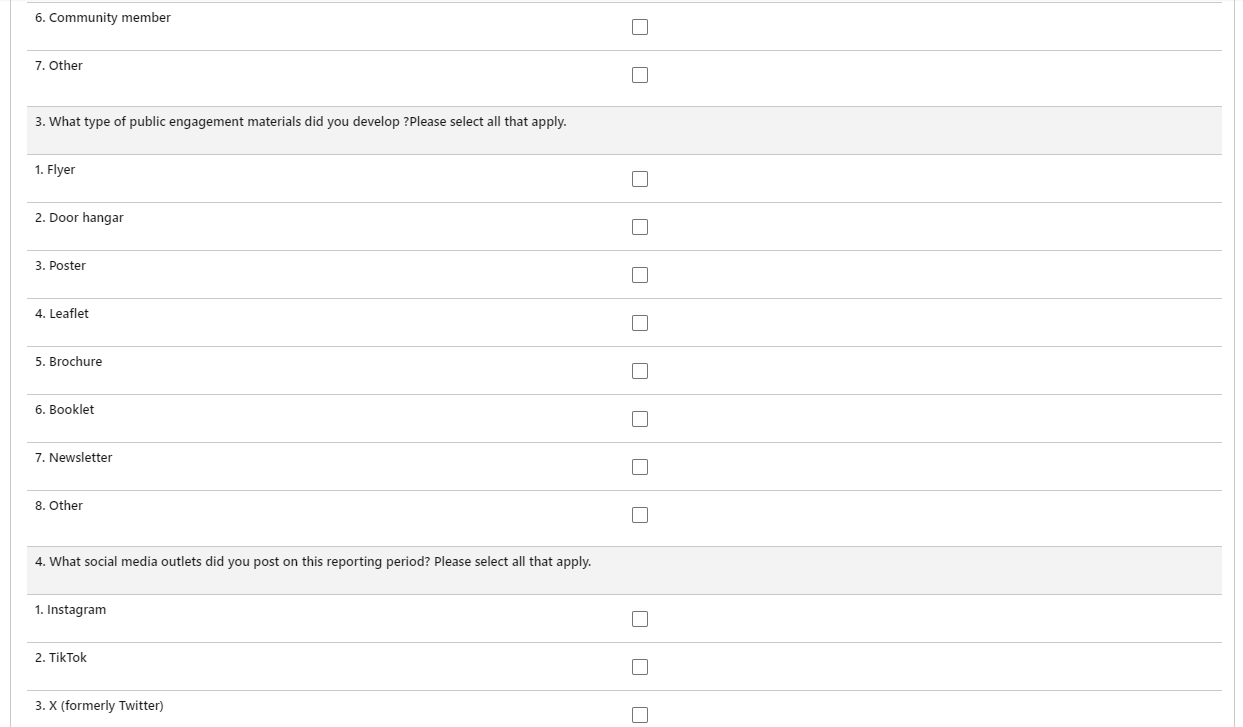 6. Community member
7. Other
3. What type of public engagement materials did you develop ?Please select all that apply.
1. Flyer
2. Door hangar
3. Poster
4. Leaflet
5. Brochure
6. Booklet
7. Newsletter
8. Other
4. What social media outlets did you post on this reporting period? Please select all that apply.
1. Instagram
2. TikTok
3. X (formerly Twitter)